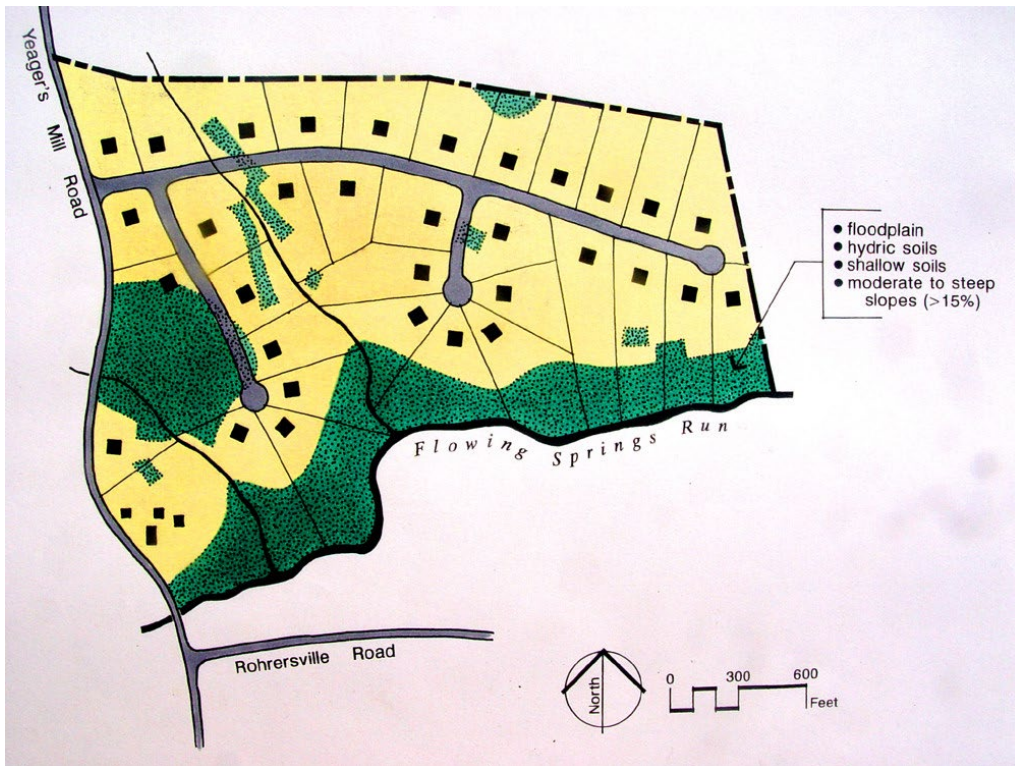 Yeager's Mill Road
● floodplain
● hydric soils
● shallow soils
● moderate to steep
slopes (>15%)
Flowing Springs Run
Rohrersville Road
North
0 300 600
Feet